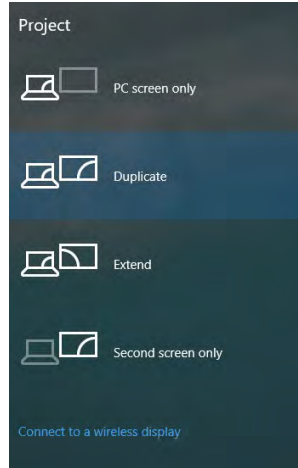 Project
PC screen only
Duplicate
Extend
Second screen only
Connect to a wireless display